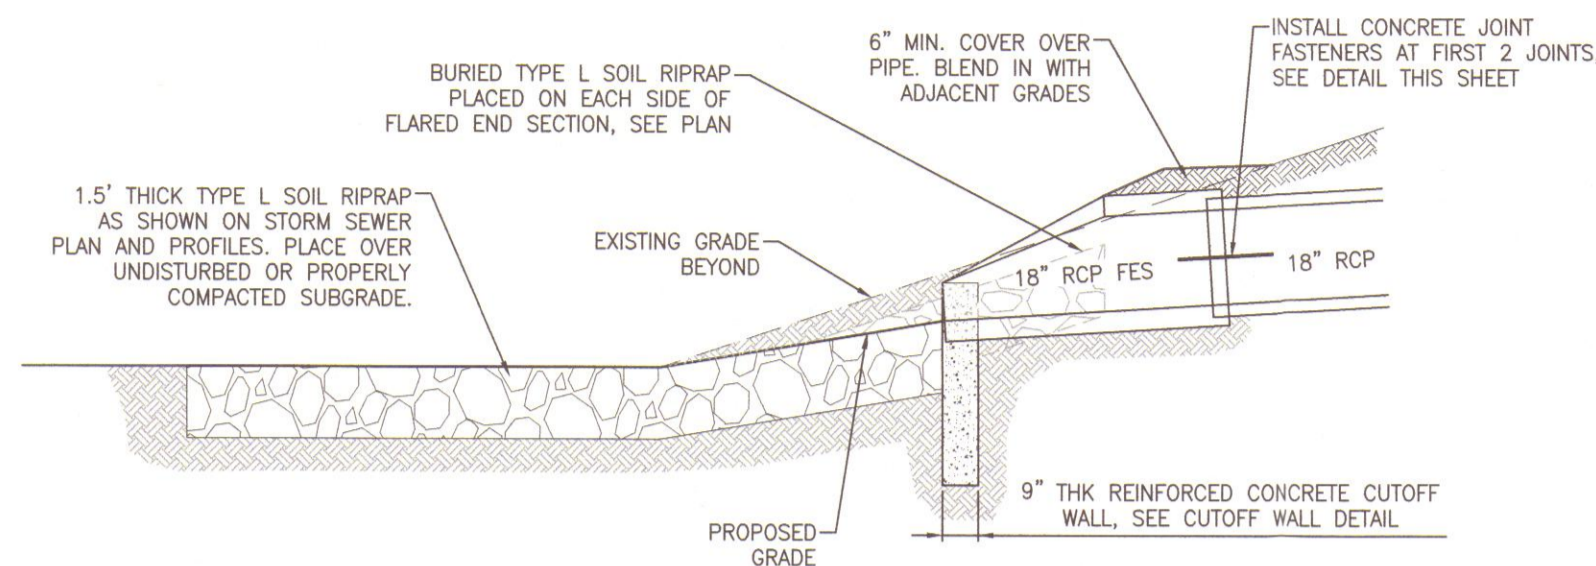 INSTALL CONCRETE JOINT
FASTENERS AT FIRST 2 JOINTS,
SEE DETAIL THIS SHEET
6" MIN. COVER OVER
PIPE. BLEND IN WITH
ADJACENT GRADES
BURIED TYPE L SOIL RIPRAP
PLACED ON EACH SIDE OF
FLARED END SECTION, SEE PLAN
1.5' THICK TYPE L SOIL RIPRAP
AS SHOWN ON STORM SEWER
PLAN AND PROFILES. PLACE OVER
UNDISTURBED OR PROPERLY
COMPACTED SUBGRADE.
EXISTING GRADE
BEYOND
18" RCP FES
18" RCP
9" THK REINFORCED CONCRETE CUTOFF
WALL, SEE CUTOFF WALL DETAIL
PROPOSED
GRADE